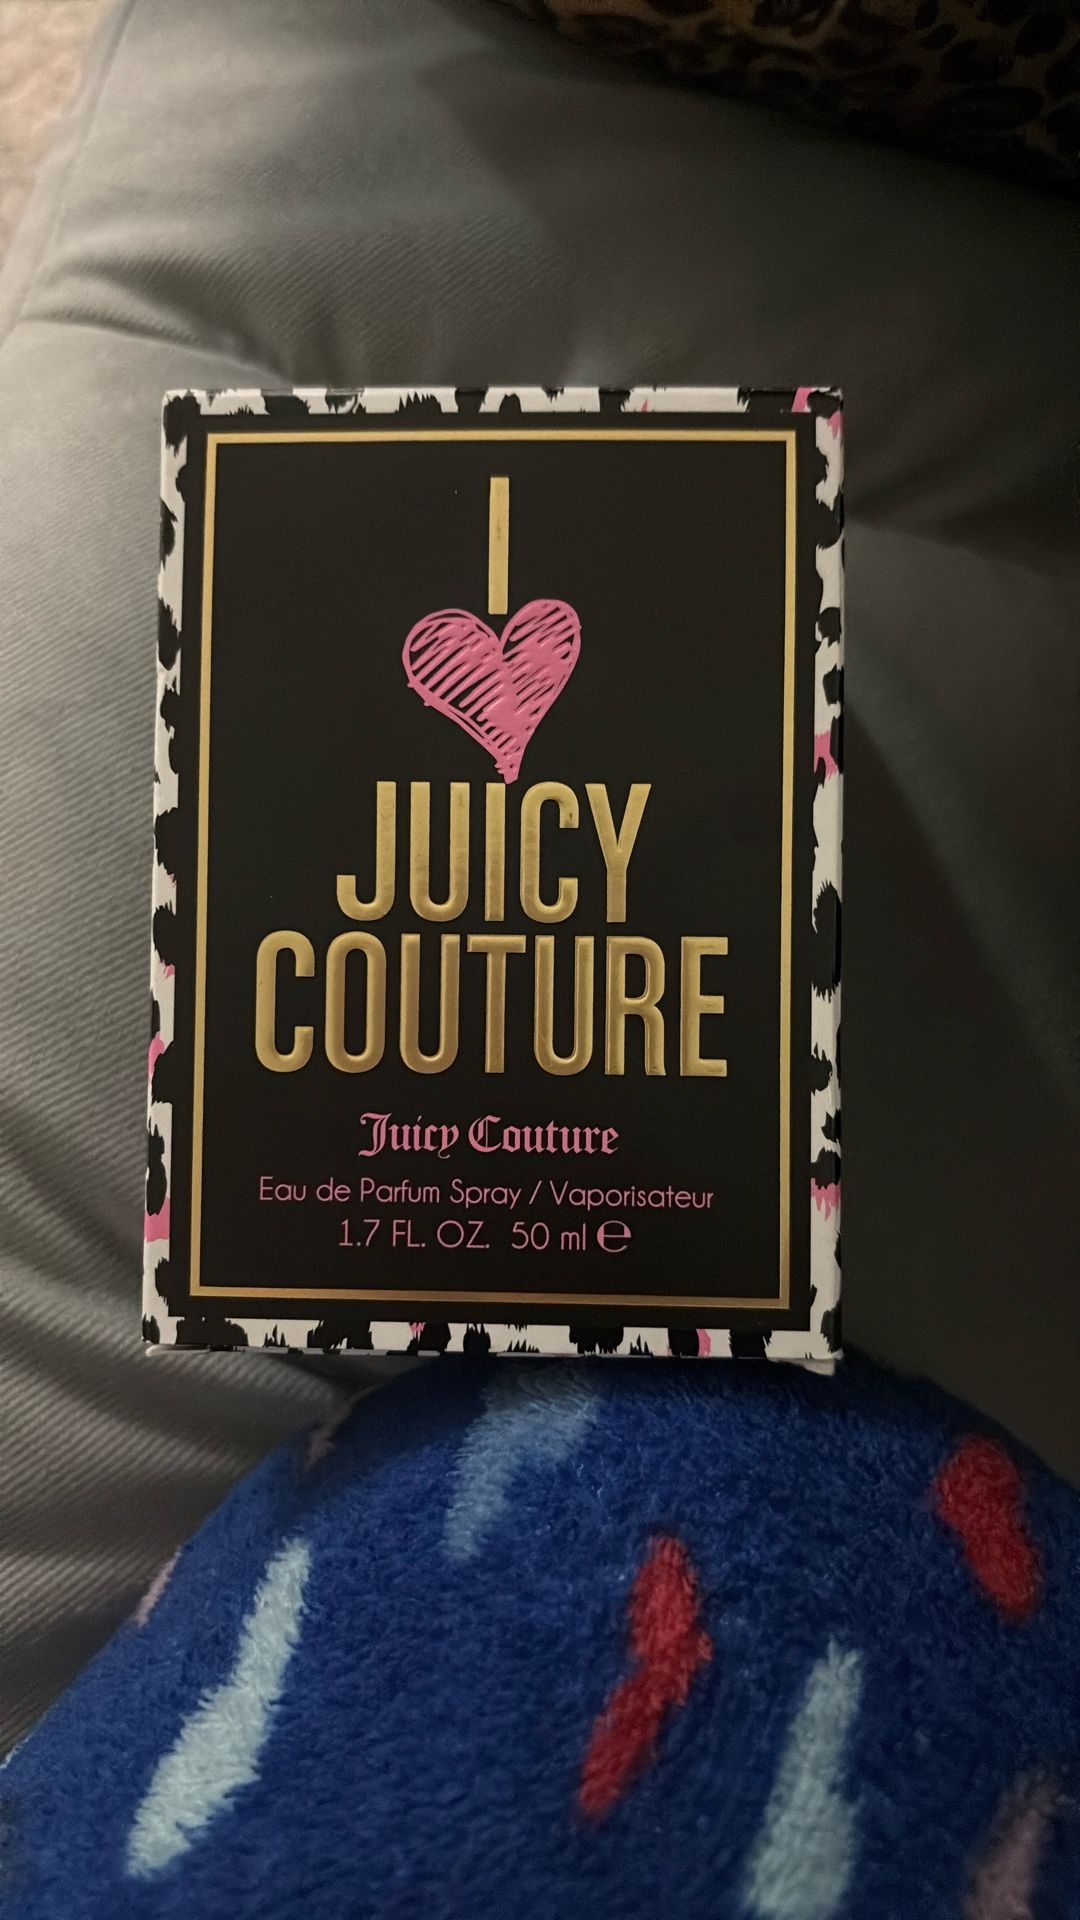 I
JUICY
COUTURE
Juicy Couture
Eau de Parfum Spray / Vaporisateur
1.7 FL. OZ. 50 ml ℮